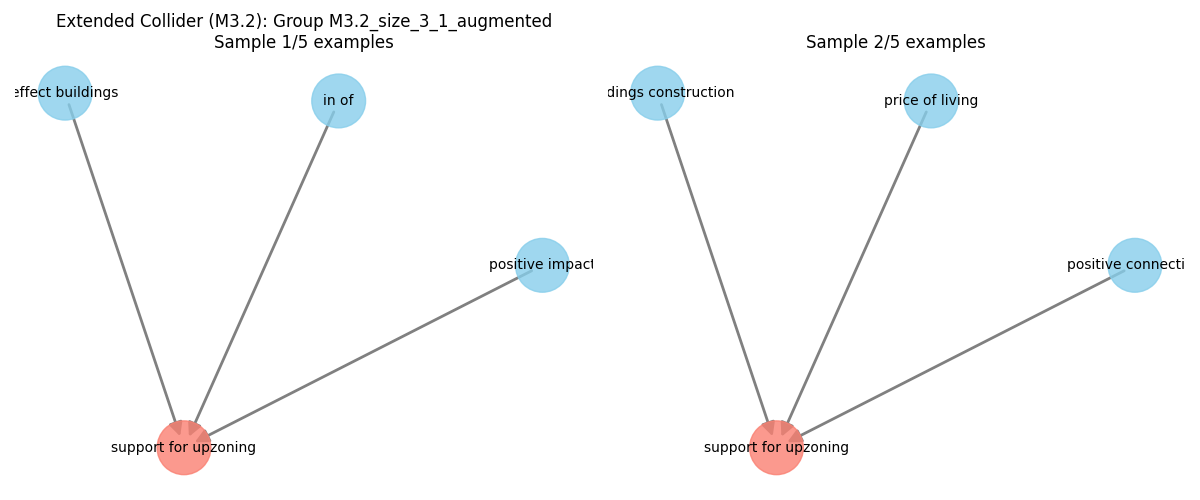 Extended Collider (M3.2): Group M3.2_size_3_1_augmented
Sample 1/5 examples
effect buildings
in of
positive impact
support for upzoning
Sample 2/5 examples
dings construction
price of living
positive connecti
support for upzoning